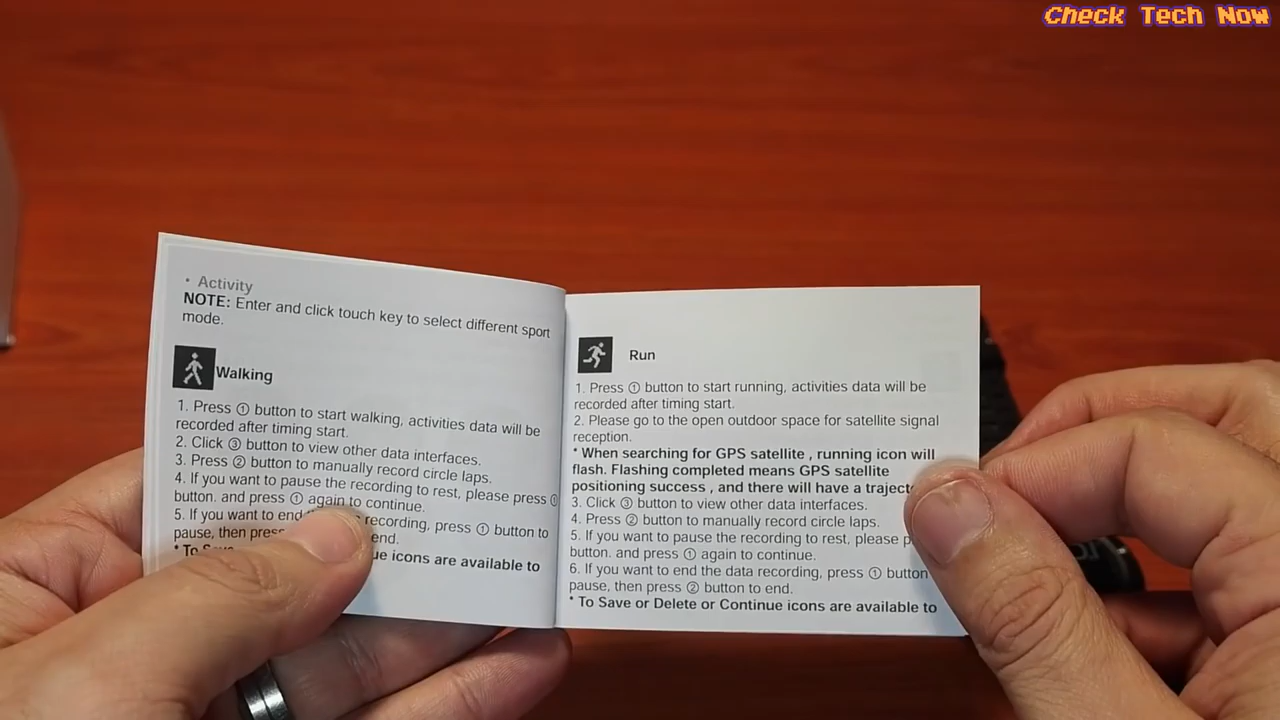 Check Tech Now
• Activity
NOTE: Enter and click touch key to select different sport
mode.
Walking
1. Press ① button to start walking, activities data will be
recorded after timing start.
2. Click ③ button to view other data interfaces.
3. Press ② button to manually record circle laps.
4. If you want to pause the recording to rest, please press ①
button. and press ① again to continue.
5. If you want to end recording, press ① button to
pause, then press end.
* To ue icons are available to
Run
1. Press ① button to start running, activities data will be
recorded after timing start.
2. Please go to the open outdoor space for satellite signal
reception.
* When searching for GPS satellite , running icon will
flash. Flashing completed means GPS satellite
positioning success , and there will have a traject
3. Click ③ button to view other data interfaces.
4. Press ② button to manually record circle laps.
5. If you want to pause the recording to rest, please p
button. and press ① again to continue.
6. If you want to end the data recording, press ① button
pause, then press ② button to end.
* To Save or Delete or Continue icons are available to